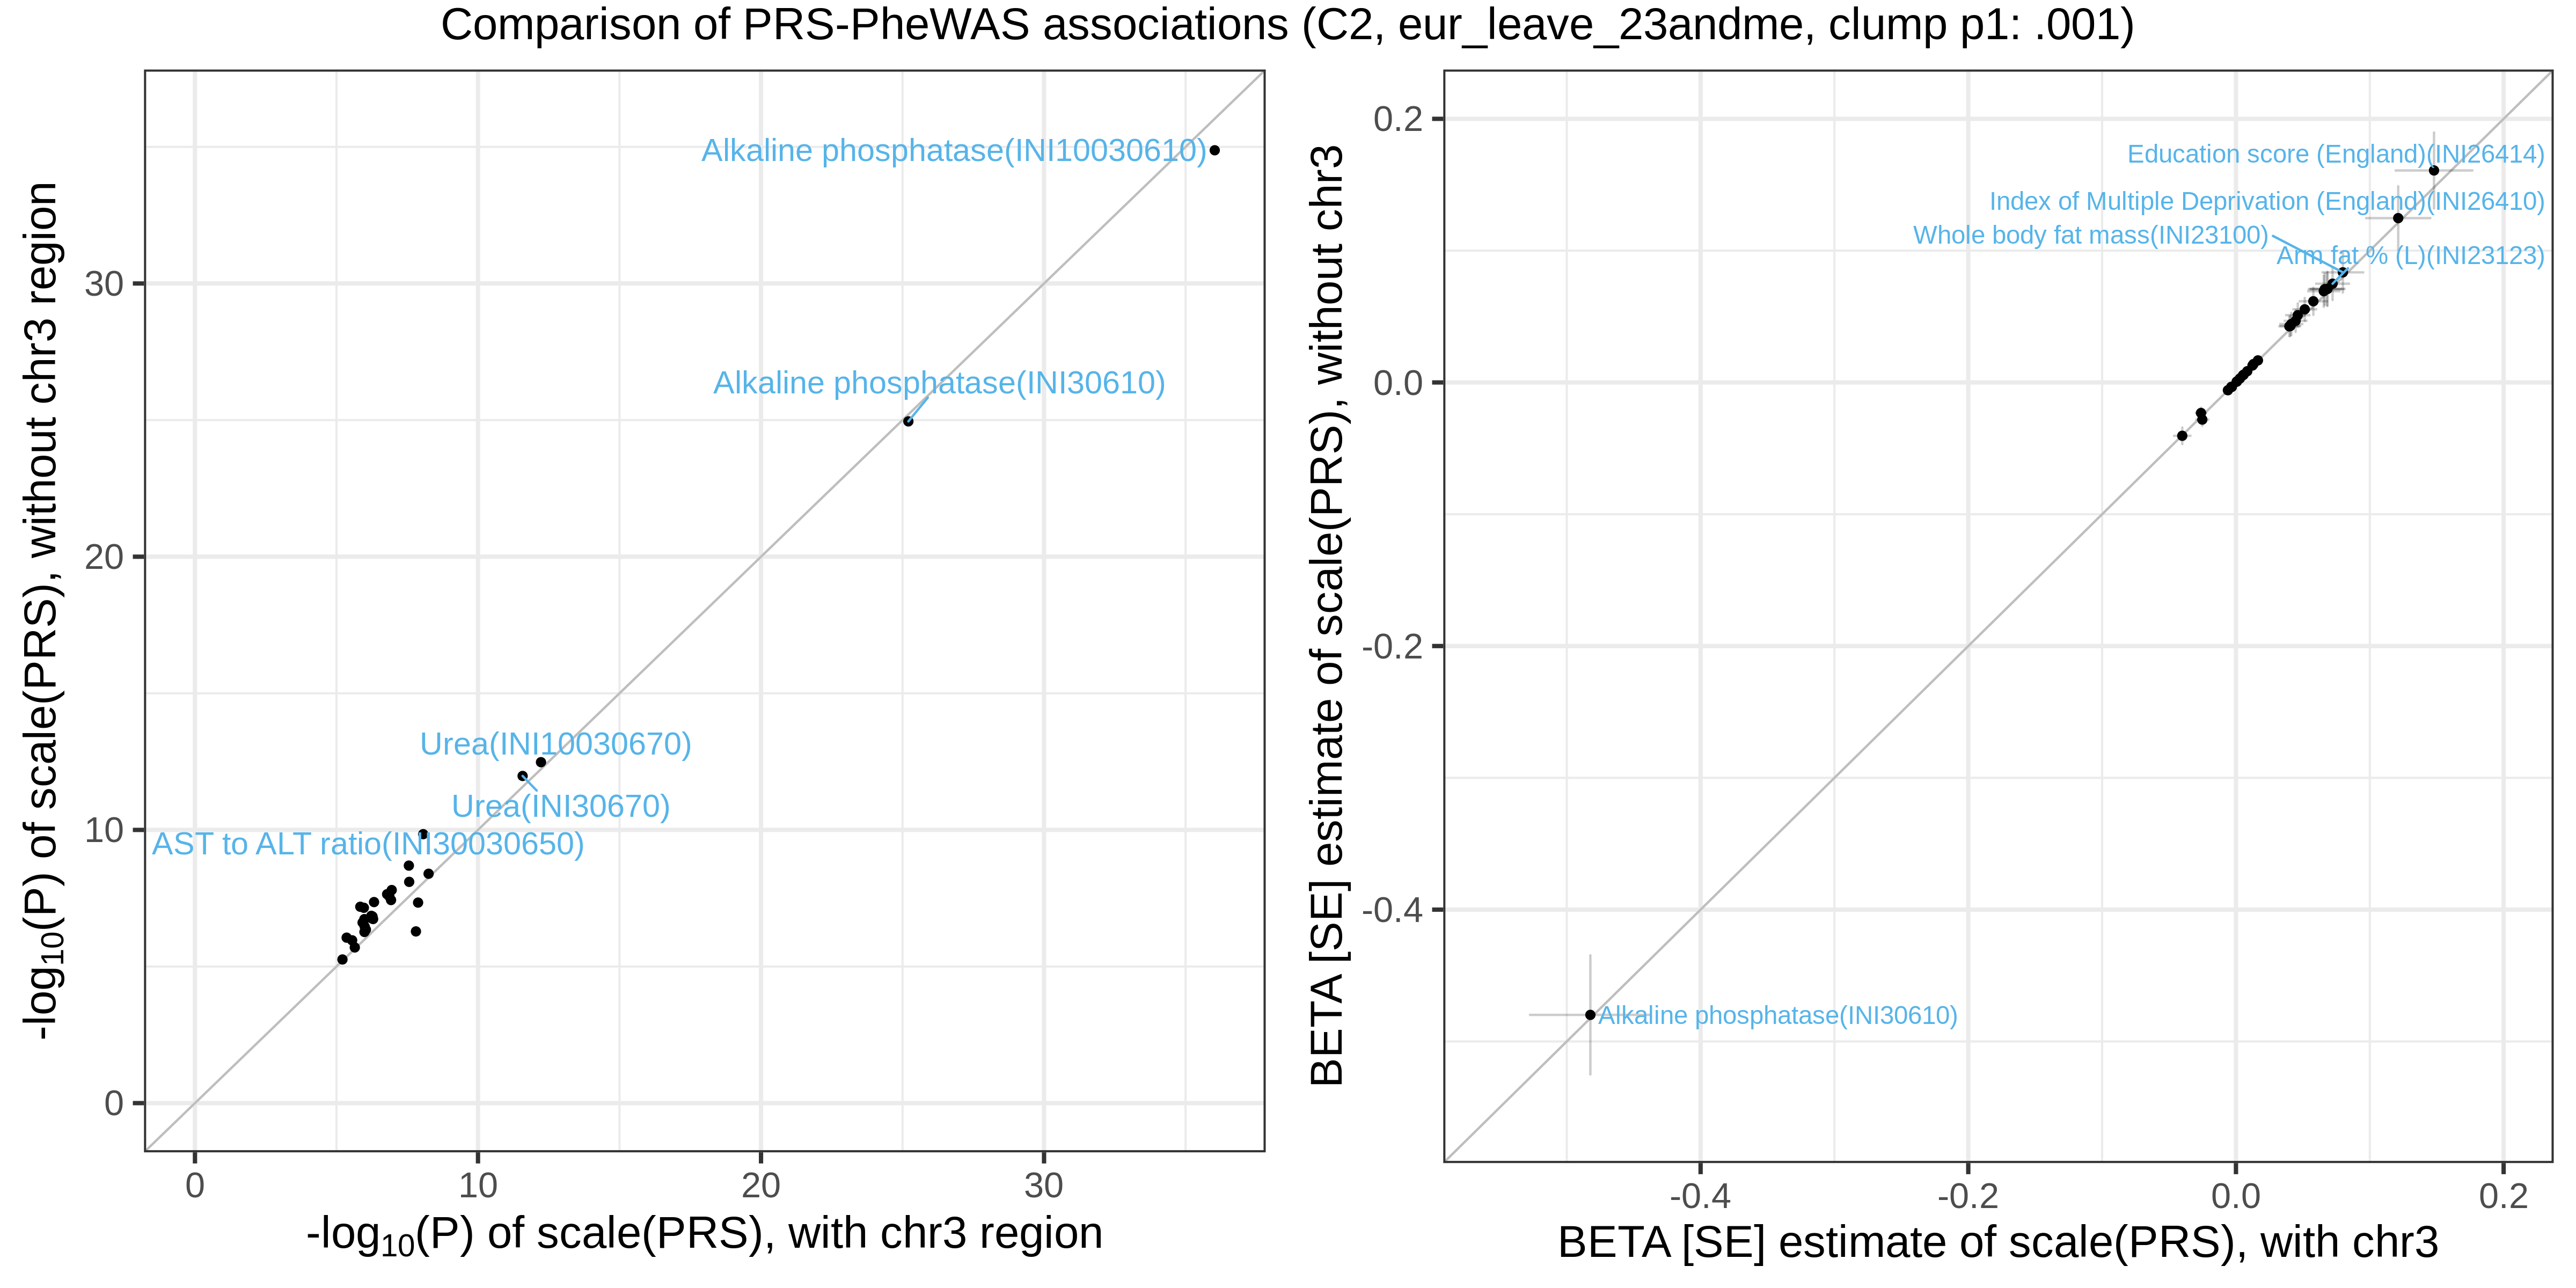 Comparison of PRS-PheWAS associations (C2, eur_leave_23andme, clump p1: .001)
-log10(P) of scale(PRS), without chr3 region
30
20
10
0
Alkaline phosphatase(INI10030610)
Alkaline phosphatase(INI30610)
Urea(INI10030670)
Urea(INI30670)
AST to ALT ratio(INI30030650)
0 10 20 30
-log10(P) of scale(PRS), with chr3 region
BETA [SE] estimate of scale(PRS), without chr3
0.2
0.0
-0.2
-0.4
Education score (England)(INI26414)
Index of Multiple Deprivation (England)(INI26410)
Whole body fat mass(INI23100)
Arm fat % (L)(INI23123)
Alkaline phosphatase(INI30610)
-0.4 -0.2 0.0 0.2
BETA [SE] estimate of scale(PRS), with chr3